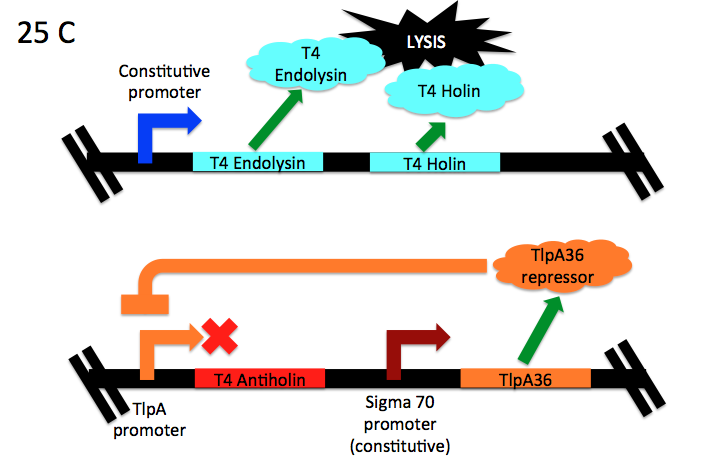 25 C
LYSIS
T4
Endolysin
Constitutive
promoter
T4 Holin
T4 Endolysin
T4 Holin
TlpA36
repressor
T4 Antiholin
TlpA36
TlpA
promoter
Sigma 70
promoter
(constitutive)